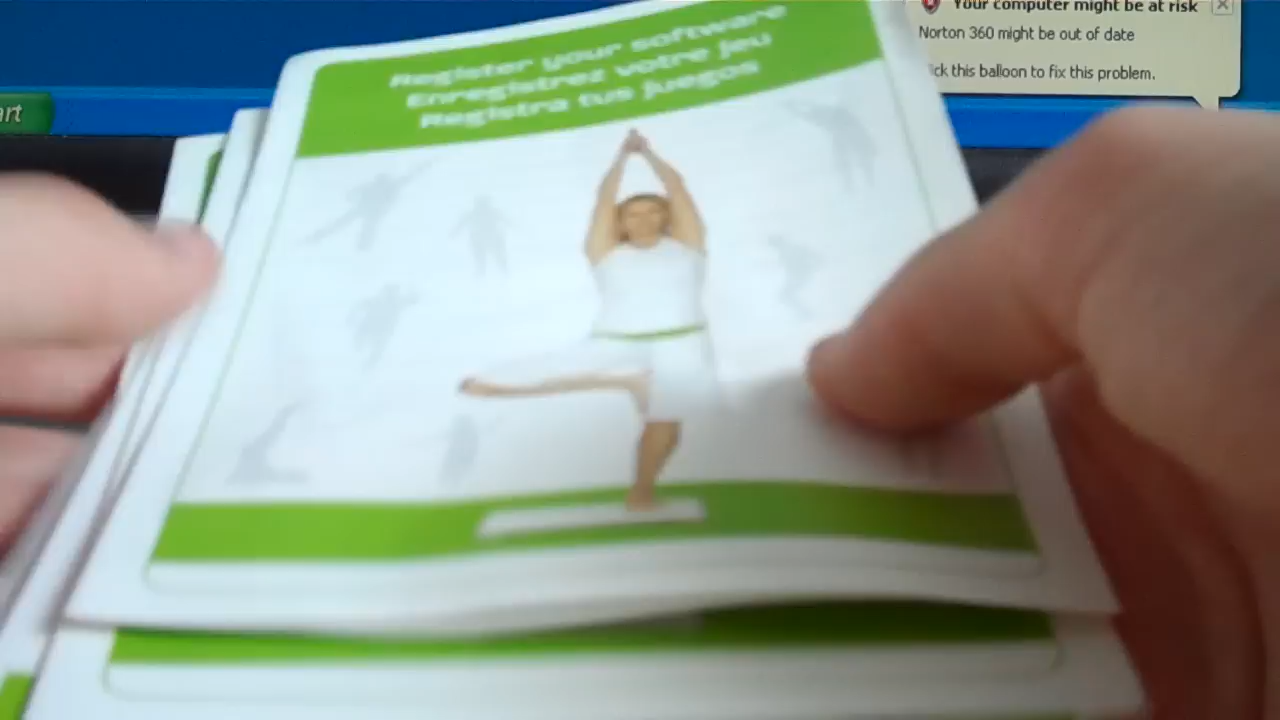 Your computer might be at risk
Norton 360 might be out of date
ick this balloon to fix this problem.
art
Register your software
Enregistrez votre jeu
Registra tus juegos